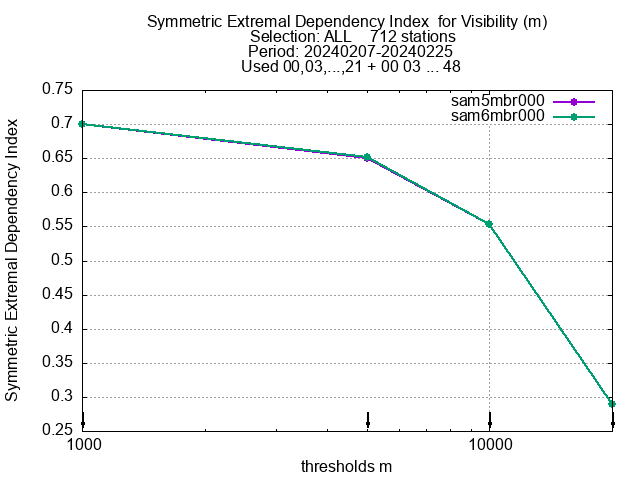 Symmetric Extremal Dependency Index  for Visibility (m)
Selection: ALL    712 stations
Period: 20240207-20240225
Used 00,03,...,21 + 00 03 ... 48
sam5mbr000
sam6mbr000
0.75
0.7
0.65
0.6
0.55
0.5
0.45
0.4
0.35
0.3
0.25
Symmetric Extremal Dependency Index
1000
10000
thresholds m